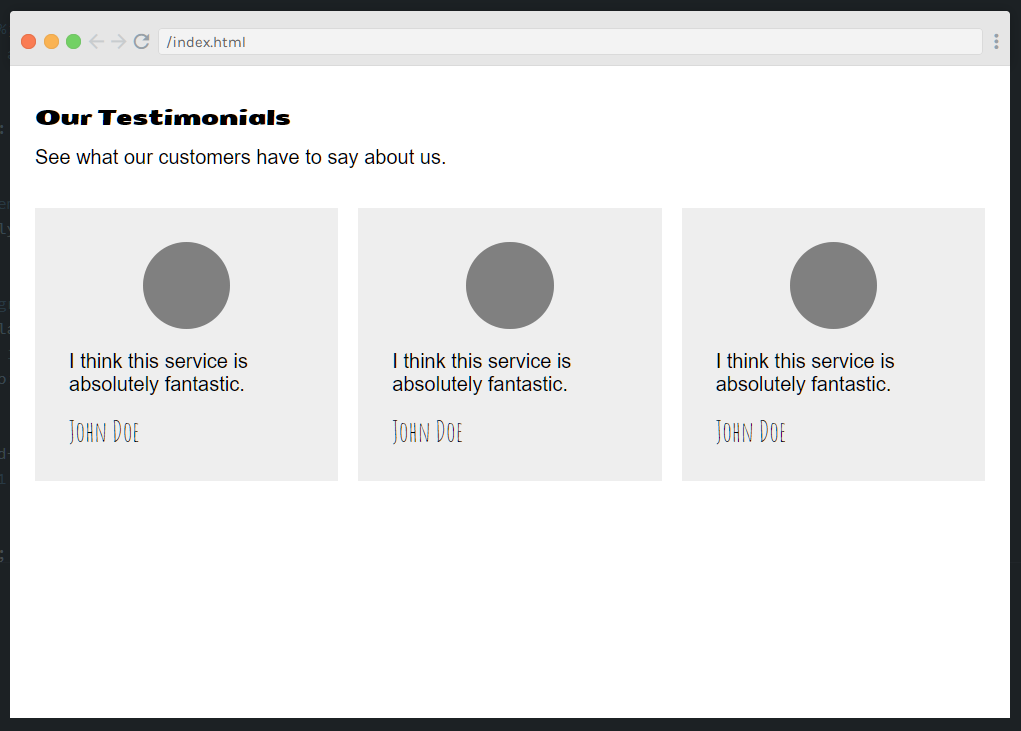 /index.html
Our Testimonials
See what our customers have to say about us.
I think this service is
absolutely fantastic.
John Doe
I think this service is
absolutely fantastic.
John Doe
I think this service is
absolutely fantastic.
John Doe